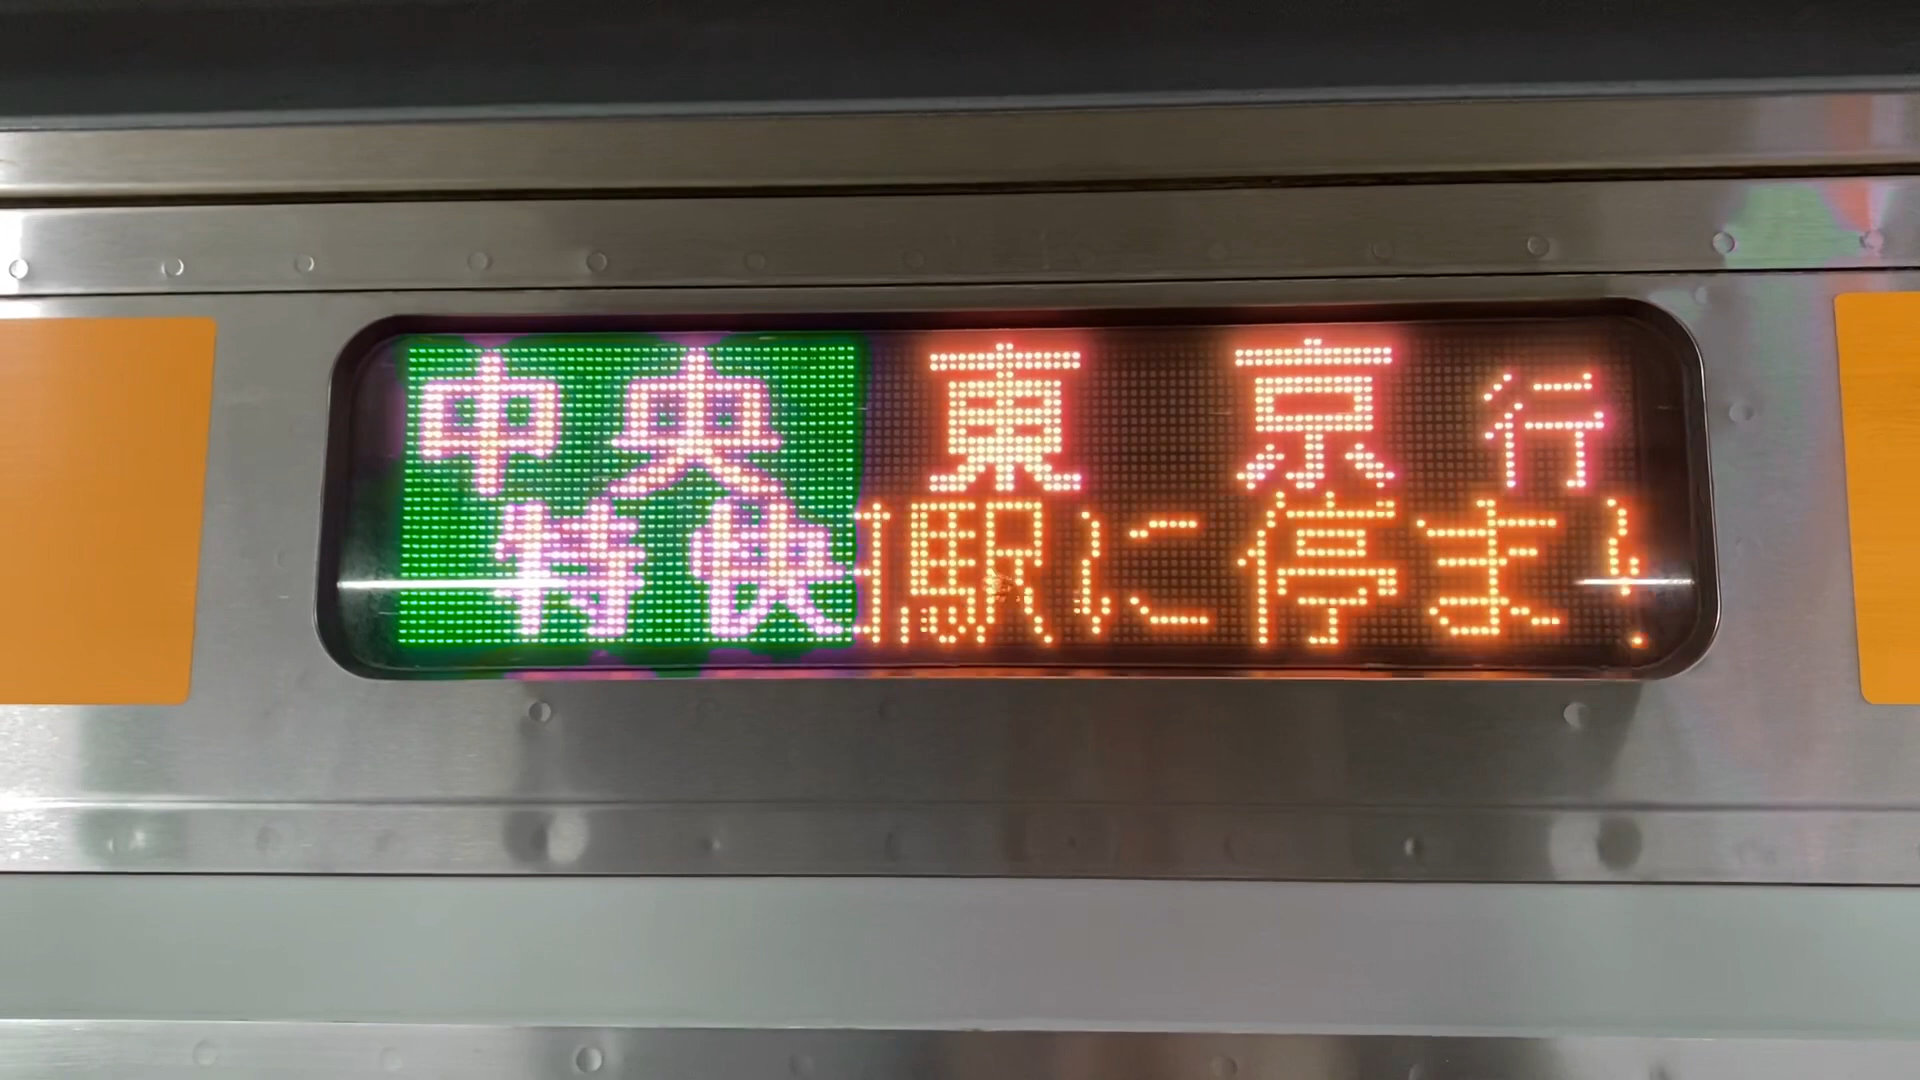 中央 東京行
特快 駅に停ま